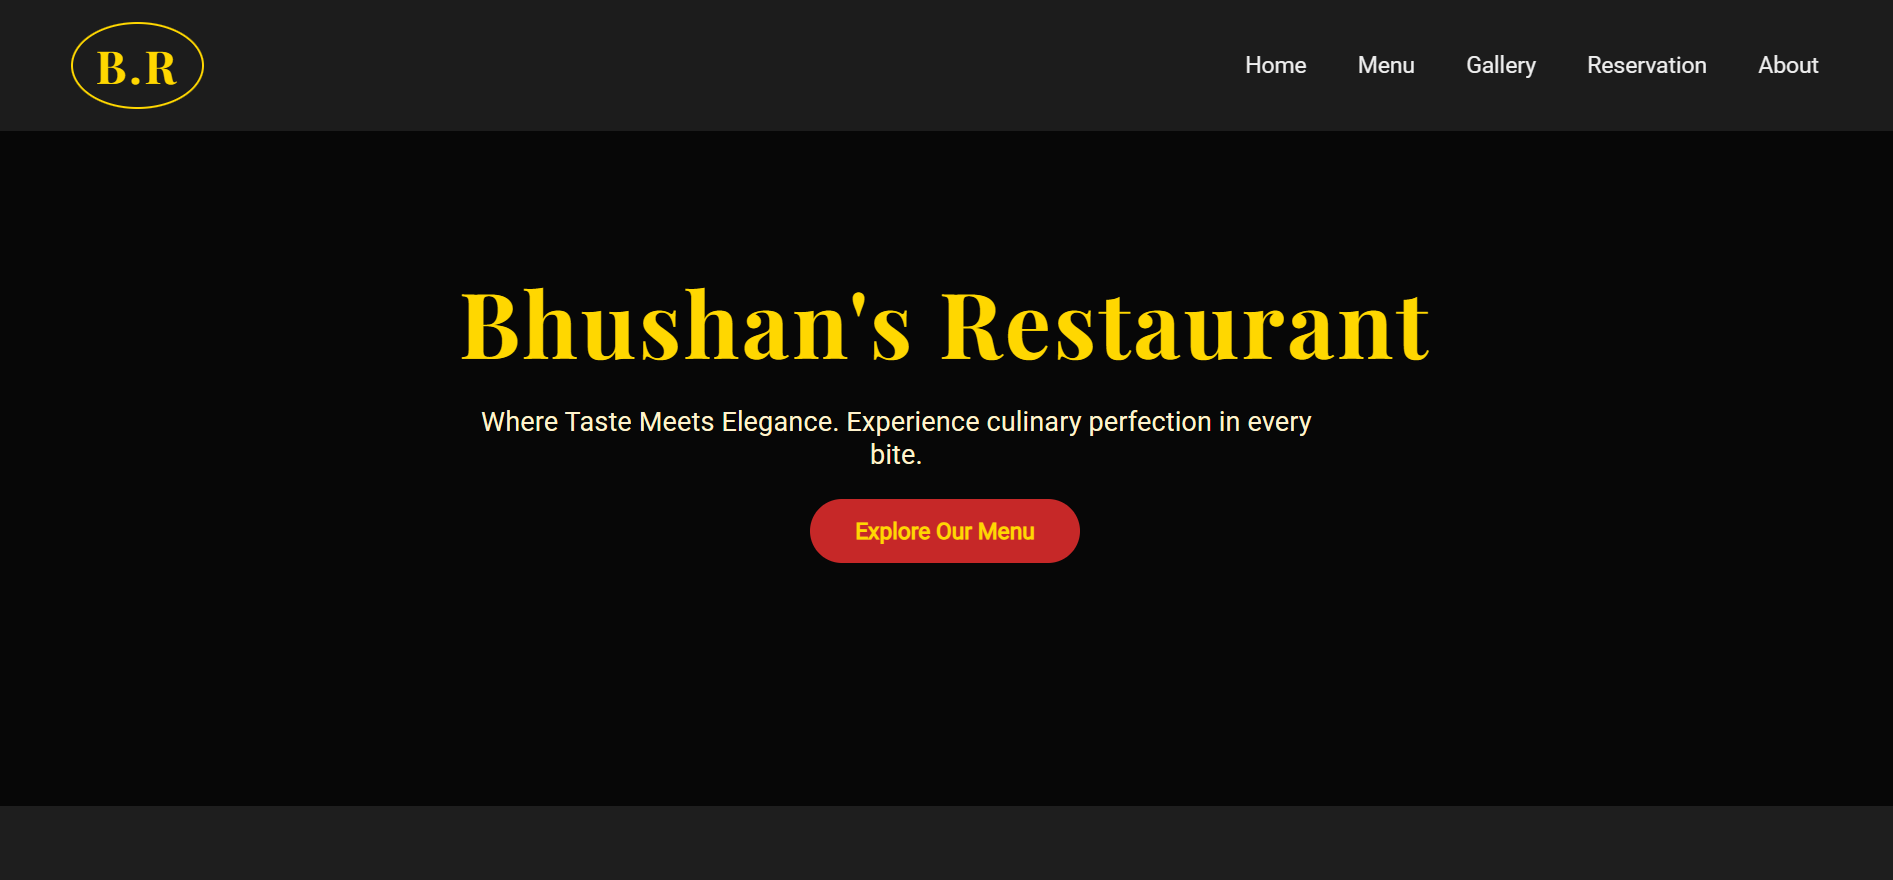 B.R
Home Menu Gallery Reservation About
Bhushan's Restaurant
Where Taste Meets Elegance. Experience culinary perfection in every
bite.
Explore Our Menu